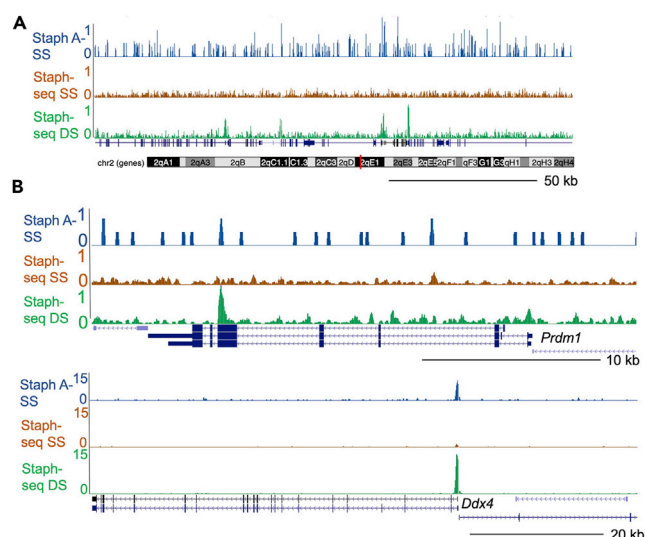 A
Staph A-
SS
1
0
Staph-
seq SS
1
0
Staph-
seq DS
1
0
chr2 (genes) 2qA1 2qA3 2qB 2qC1.1 C1.3 2qC3 2qD 2qE1 2qE3 2qF1 qF3 G1 G3 qH1 2qH3 2qH4
50 kb
B
Staph A-
SS
1
0
Staph-
seq SS
1
0
Staph-
seq DS
1
0
Prdm1
10 kb
Staph A-
SS
15
0
Staph-
seq SS
15
0
Staph-
seq DS
15
0
Ddx4
20 kb